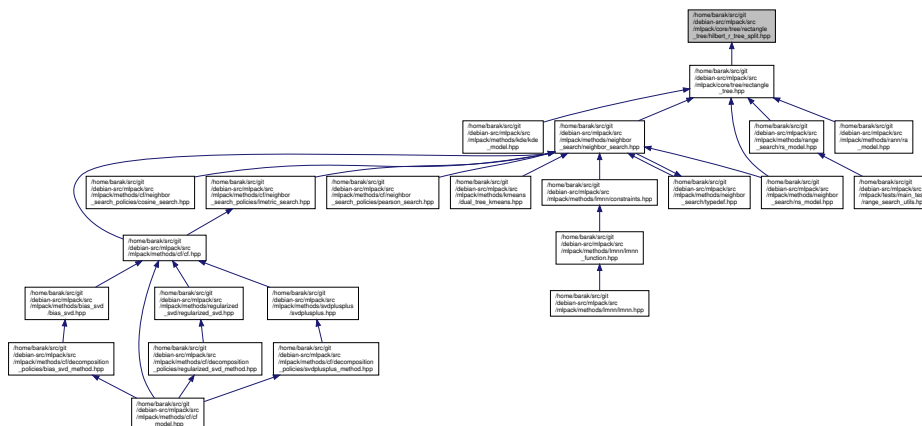 /home/barak/src/git
/debian-src/mlpack/src
/mlpack/core/tree/rectangle
_tree/hilbert_r_tree_split.hpp
/home/barak/src/git
/debian-src/mlpack/src
/mlpack/core/tree/rectangle
_tree.hpp
/home/barak/src/git
/debian-src/mlpack/src
/mlpack/methods/kde/kde
_model.hpp
/home/barak/src/git
/debian-src/mlpack/src
/mlpack/methods/neighbor
_search/neighbor_search.hpp
/home/barak/src/git
/debian-src/mlpack/src
/mlpack/methods/range
_search/rs_model.hpp
/home/barak/src/git
/debian-src/mlpack/src
/mlpack/methods/rann/ra
_model.hpp
/home/barak/src/git
/debian-src/mlpack/src
/mlpack/methods/cf/neighbor
_search_policies/cosine_search.hpp
/home/barak/src/git
/debian-src/mlpack/src
/mlpack/methods/cf/neighbor
_search_policies/lmetric_search.hpp
/home/barak/src/git
/debian-src/mlpack/src
/mlpack/methods/cf/neighbor
_search_policies/pearson_search.hpp
/home/barak/src/git
/debian-src/mlpack/src
/mlpack/methods/kmeans
/dual_tree_kmeans.hpp
/home/barak/src/git
/debian-src/mlpack/src
/mlpack/methods/lmnn/constraints.hpp
/home/barak/src/git
/debian-src/mlpack/src
/mlpack/methods/neighbor
_search/typedef.hpp
/home/barak/src/git
/debian-src/mlpack/src
/mlpack/methods/neighbor
_search/ns_model.hpp
/home/barak/src/git
/debian-src/mlpack/src
/mlpack/tests/main_tests
/range_search_utils.hpp
/home/barak/src/git
/debian-src/mlpack/src
/mlpack/methods/cf/cf.hpp
/home/barak/src/git
/debian-src/mlpack/src
/mlpack/methods/lmnn/lmnn
_function.hpp
/home/barak/src/git
/debian-src/mlpack/src
/mlpack/methods/bias_svd
/bias_svd.hpp
/home/barak/src/git
/debian-src/mlpack/src
/mlpack/methods/regularized
_svd/regularized_svd.hpp
/home/barak/src/git
/debian-src/mlpack/src
/mlpack/methods/svdplusplus
/svdplusplus.hpp
/home/barak/src/git
/debian-src/mlpack/src
/mlpack/methods/lmnn/lmnn.hpp
/home/barak/src/git
/debian-src/mlpack/src
/mlpack/methods/cf/decomposition
_policies/bias_svd_method.hpp
/home/barak/src/git
/debian-src/mlpack/src
/mlpack/methods/cf/decomposition
_policies/regularized_svd_method.hpp
/home/barak/src/git
/debian-src/mlpack/src
/mlpack/methods/cf/decomposition
_policies/svdplusplus_method.hpp
/home/barak/src/git
/debian-src/mlpack/src
/mlpack/methods/cf/cf
_model.hpp